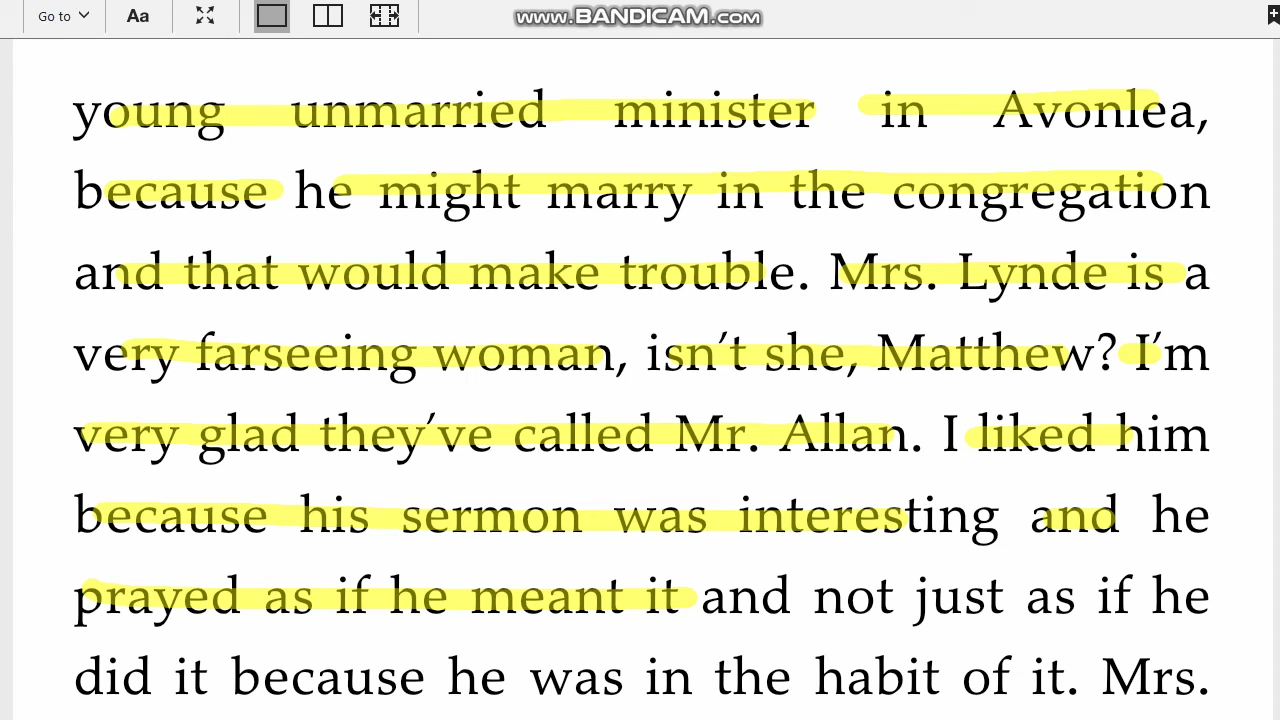 Go to Aa www.BANDICAM.com
young unmarried minister in Avonlea,
because he might marry in the congregation
and that would make trouble. Mrs. Lynde is a
very farseeing woman, isn’t she, Matthew? I’m
very glad they’ve called Mr. Allan. I liked him
because his sermon was interesting and he
prayed as if he meant it and not just as if he
did it because he was in the habit of it. Mrs.